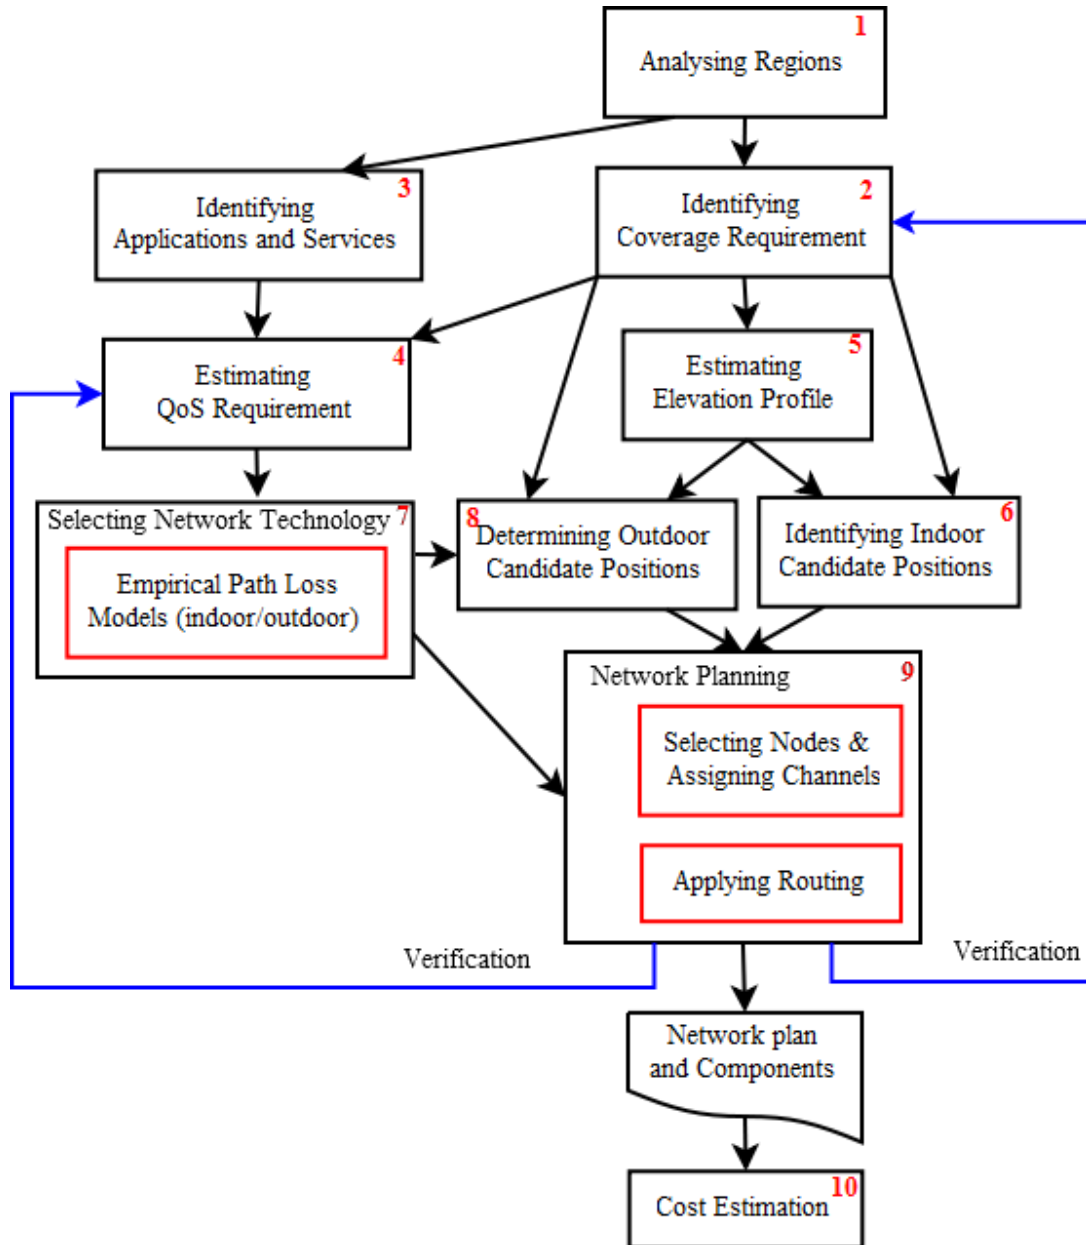 1
Analysing Regions
3
Identifying
Applications and Services
2
Identifying
Coverage Requirement
4
Estimating
QoS Requirement
5
Estimating
Elevation Profile
Selecting Network Technology 7
Empirical Path Loss
Models (indoor/outdoor)
8
Determining Outdoor
Candidate Positions
6
Identifying Indoor
Candidate Positions
Network Planning 9
Selecting Nodes &
Assigning Channels
Applying Routing
Verification
Verification
Network plan
and Components
10
Cost Estimation